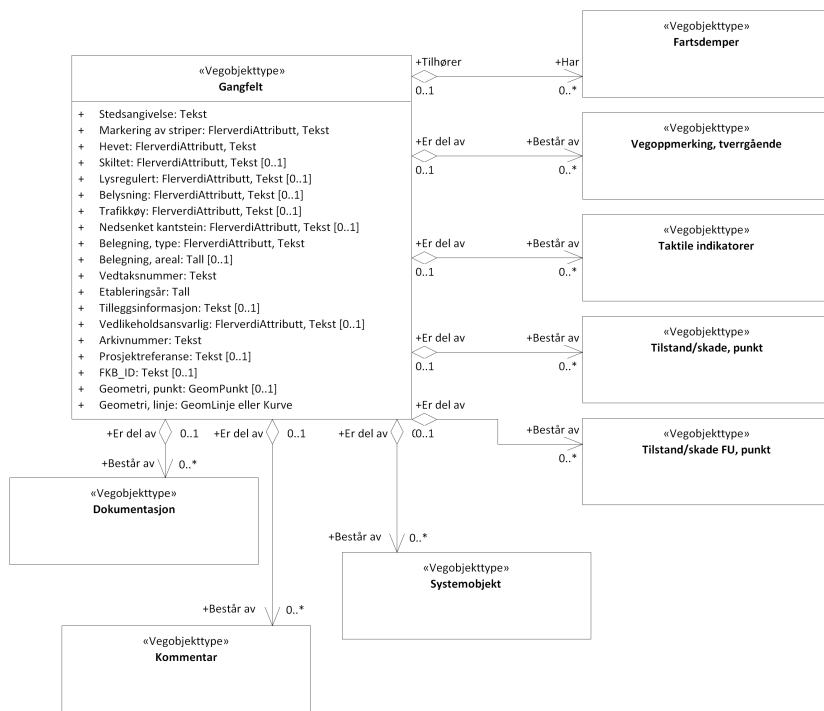 «Vegobjekttype»
Gangfelt
+ Stedsangivelse: Tekst
+ Markering av striper: FlerverdiAttributt, Tekst
+ Hevet: FlerverdiAttributt, Tekst
+ Skiltet: FlerverdiAttributt, Tekst [0..1]
+ Lysregulert: FlerverdiAttributt, Tekst [0..1]
+ Belysning: FlerverdiAttributt, Tekst [0..1]
+ Trafikkøy: FlerverdiAttributt, Tekst [0..1]
+ Nedsenket kantstein: FlerverdiAttributt, Tekst [0..1]
+ Belegning, type: FlerverdiAttributt, Tekst
+ Belegning, areal: Tall [0..1]
+ Vedtaksnummer: Tekst
+ Etableringsår: Tall
+ Tilleggsinformasjon: Tekst [0..1]
+ Vedlikeholdsansvarlig: FlerverdiAttributt, Tekst [0..1]
+ Arkivnummer: Tekst
+ Prosjektreferanse: Tekst [0..1]
+ FKB_ID: Tekst [0..1]
+ Geometri, punkt: GeomPunkt [0..1]
+ Geometri, linje: GeomLinje eller Kurve
+Tilhører +Har
0..1 0..*
«Vegobjekttype»
Fartsdemper
+Er del av +Består av
0..1 0..*
«Vegobjekttype»
Vegoppmerking, tverrgående
+Er del av +Består av
0..1 0..*
«Vegobjekttype»
Taktile indikatorer
+Er del av +Består av
0..1 0..*
«Vegobjekttype»
Tilstand/skade, punkt
+Er del av +Består av
0..1 0..*
«Vegobjekttype»
Tilstand/skade FU, punkt
+Er del av 0..1
+Består av 0..*
«Vegobjekttype»
Dokumentasjon
+Er del av 0..1
+Består av 0..*
«Vegobjekttype»
Kommentar
+Er del av 0..1
+Består av 0..*
«Vegobjekttype»
Systemobjekt